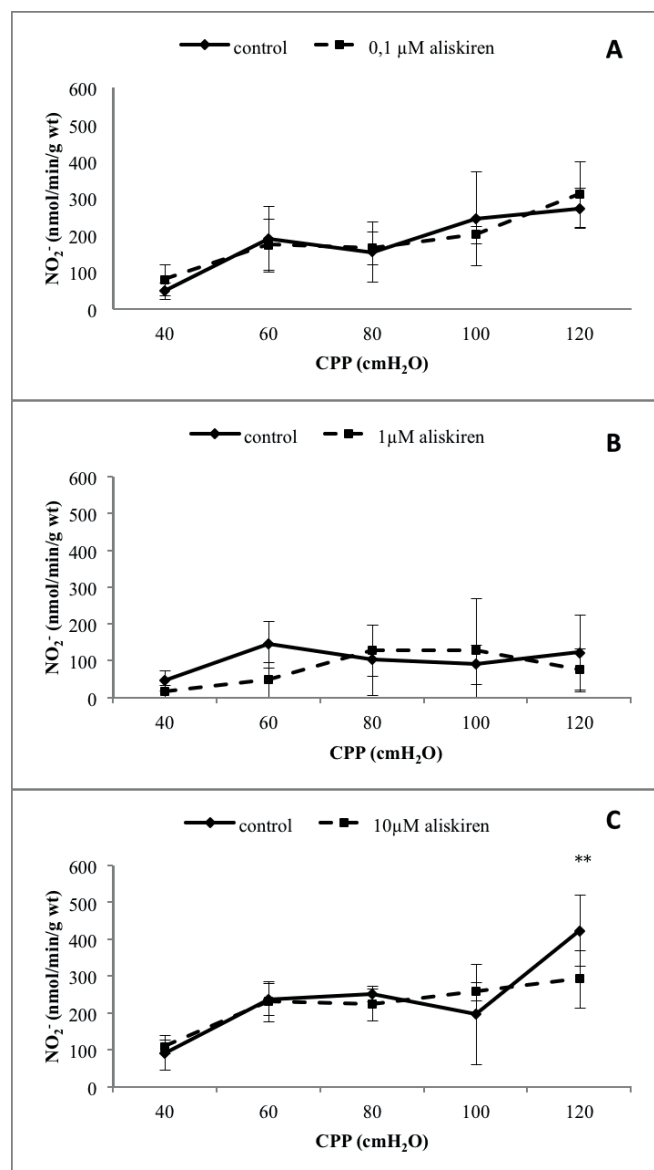 control 0,1 µM aliskiren A
600
500
400
300
200
100
0
NO₂⁻ (nmol/min/g wt)
40 60 80 100 120
CPP (cmH₂O)
control 1µM aliskiren B
600
500
400
300
200
100
0
NO₂⁻ (nmol/min/g wt)
40 60 80 100 120
CPP (cmH₂O)
control 10µM aliskiren C
**
600
500
400
300
200
100
0
NO₂⁻ (nmol/min/g wt)
40 60 80 100 120
CPP (cmH₂O)